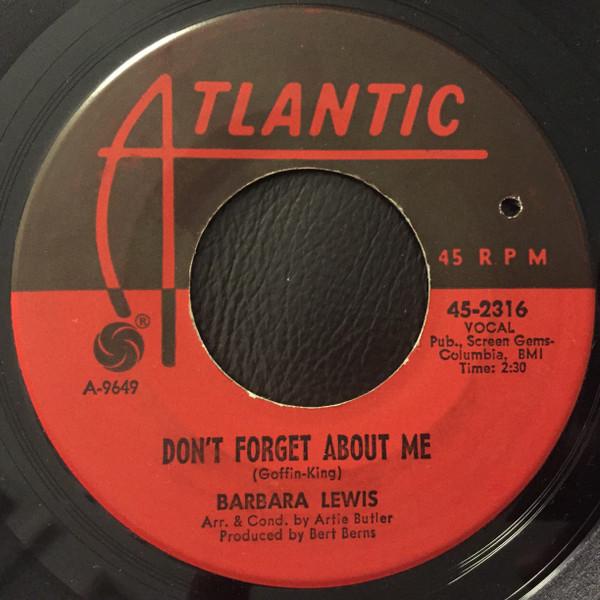 ATLANTIC
45 RPM
45-2316
VOCAL
Pub., Screen Gems-
Columbia, BMI
Time: 2:30
®
A-9649
DON'T FORGET ABOUT ME
(Goffin-King)
BARBARA LEWIS
Arr. & Cond. by Artie Butler
Produced by Bert Berns